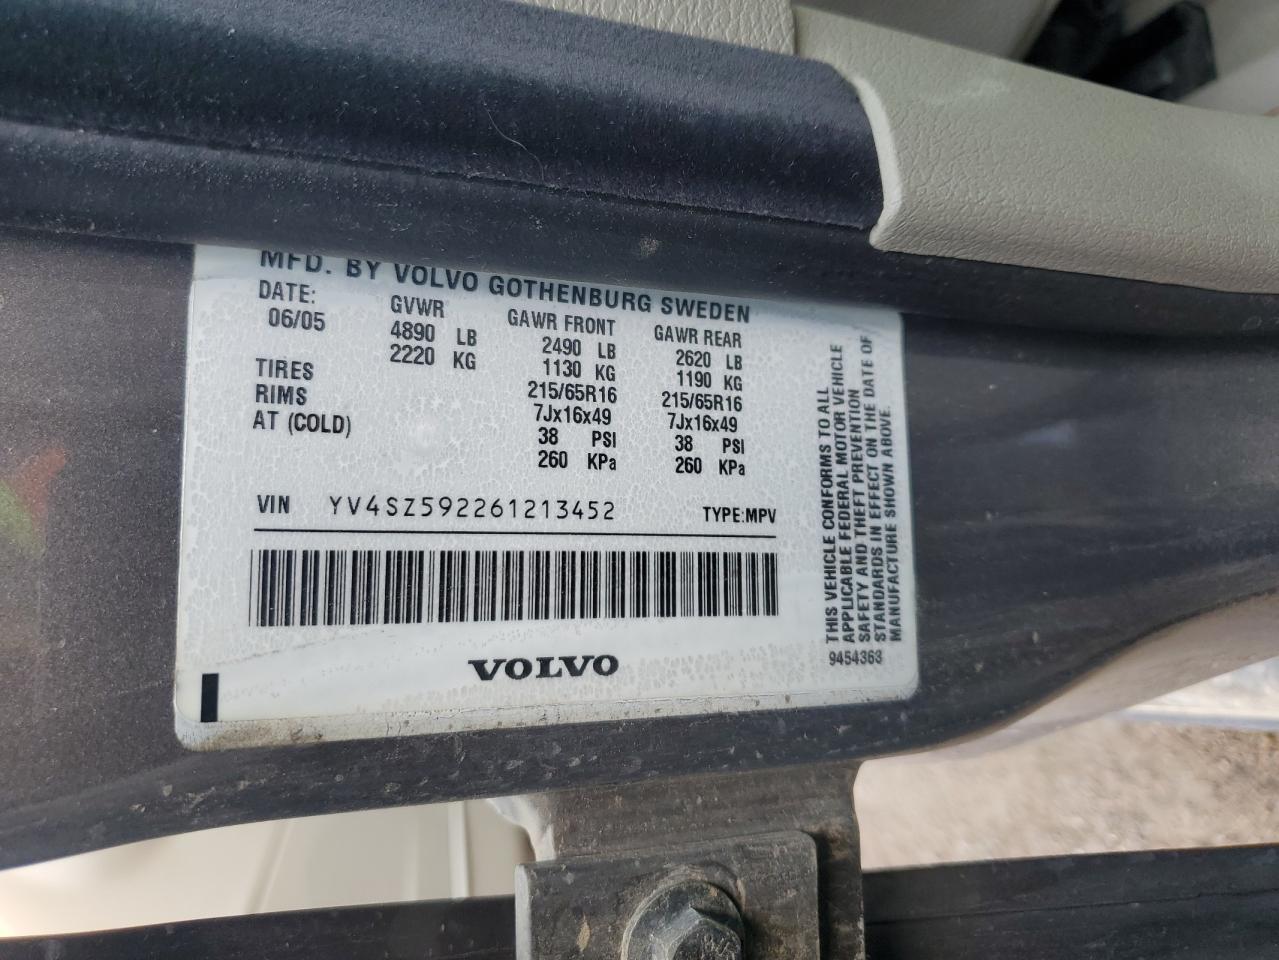 MFD. BY VOLVO GOTHENBURG SWEDEN
DATE: GVWR GAWR FRONT GAWR REAR
06/05 4890 LB 2490 LB 2620 LB
2220 KG 1130 KG 1190 KG
TIRES 215/65R16 215/65R16
RIMS 7Jx16x49 7Jx16x49
AT (COLD) 38 PSI 38 PSI
260 KPa 260 KPa
VIN YV4SZ592261213452 TYPE:MPV
VOLVO
THIS VEHICLE CONFORMS TO ALL
APPLICABLE FEDERAL MOTOR VEHICLE
SAFETY AND THEFT PREVENTION
STANDARDS IN EFFECT ON THE DATE OF
MANUFACTURE SHOWN ABOVE.
9454363